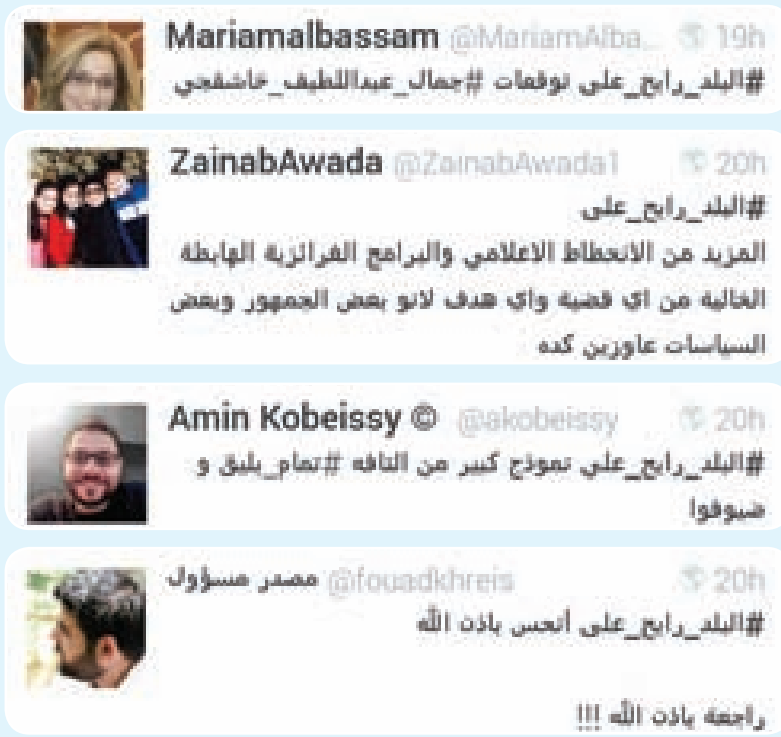 Mariamalbassam @MariamAlba... 19h
#البلد_رايح_على توقعات #جمال_عبداللطيف_خاشقجي
ZainabAwada @ZainabAwada1 20h
#البلد_رايح_على
المزيد من الانحطاط الاعلامي والبرامج الغرائزية الهابطة
الخالية من اي قضية واي هدف لانو بعض الجمهور وبعض
السياسات عاوزين كده
Amin Kobeissy © @akobeissy 20h
#البلد_رايح_علي نموذج كبير من التافه #تمام_بليق و
ضيوفوا
مصدر مسؤول @fouadkhreis 20h
#البلد_رايح_على أنحس باذن الله
راجعة باذن الله !!!